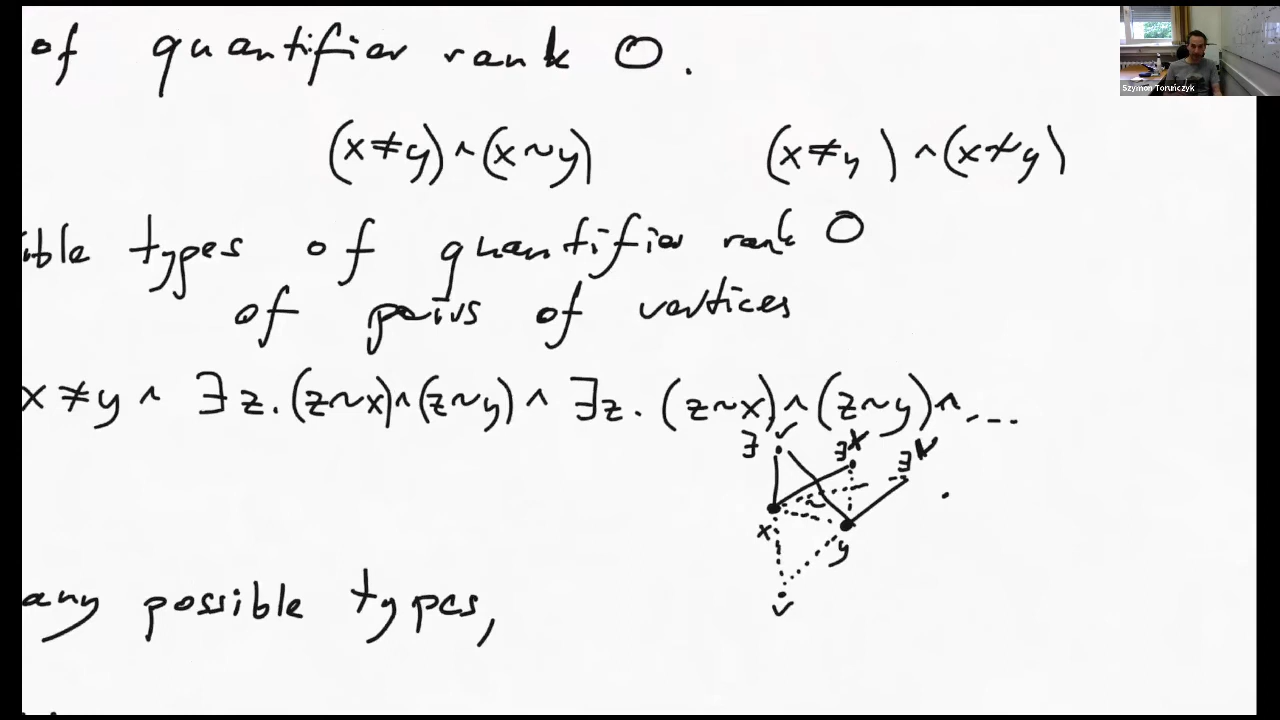 of quantifier rank 0.
Szymon Toruńczyk
(x≠y)∧(x∼y) (x≠y)∧(x≁y)
ible types of quantifier rank 0
of pairs of vertices
x≠y ∧ ∃z.(z∼x)∧(z∼y) ∧ ∃z.(z∼x)∧(z∼y)∧...
∃ ∃ ∃
x
y
any possible types,